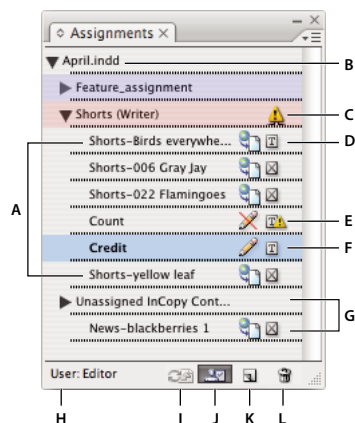 Assignments
B
April.indd
Feature_assignment
Shorts (Writer)
C
Shorts-Birds everywhe...
D
Shorts-006 Gray Jay
A
Shorts-022 Flamingoes
Count
E
Credit
F
Shorts-yellow leaf
Unassigned InCopy Cont...
G
News-blackberries 1
User: Editor
H I J K L